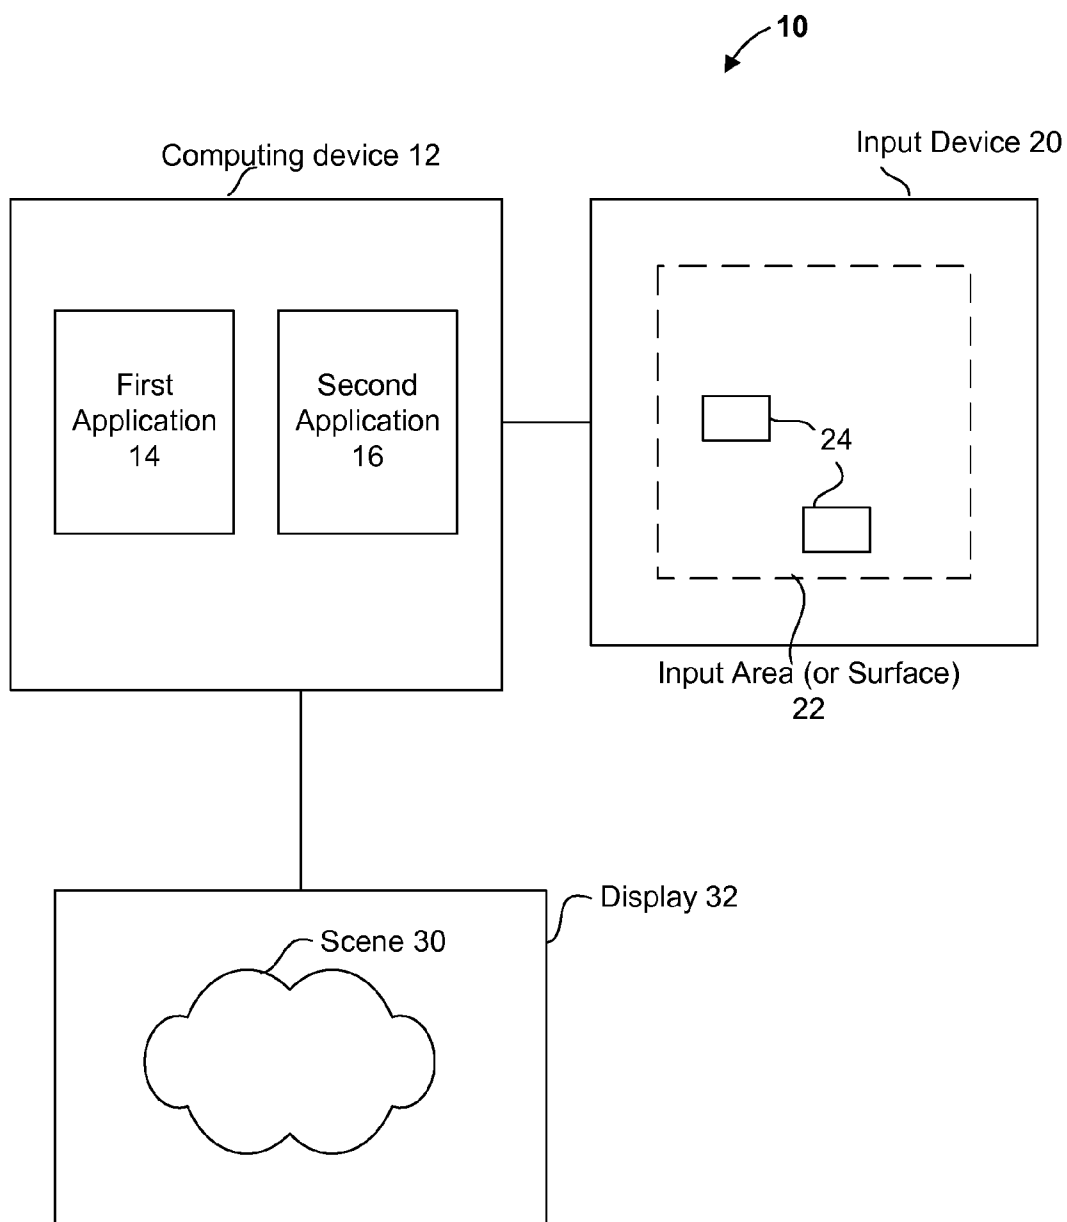 10
Computing device 12
Input Device 20
First
Application
14
Second
Application
16
24
Input Area (or Surface)
22
Display 32
Scene 30